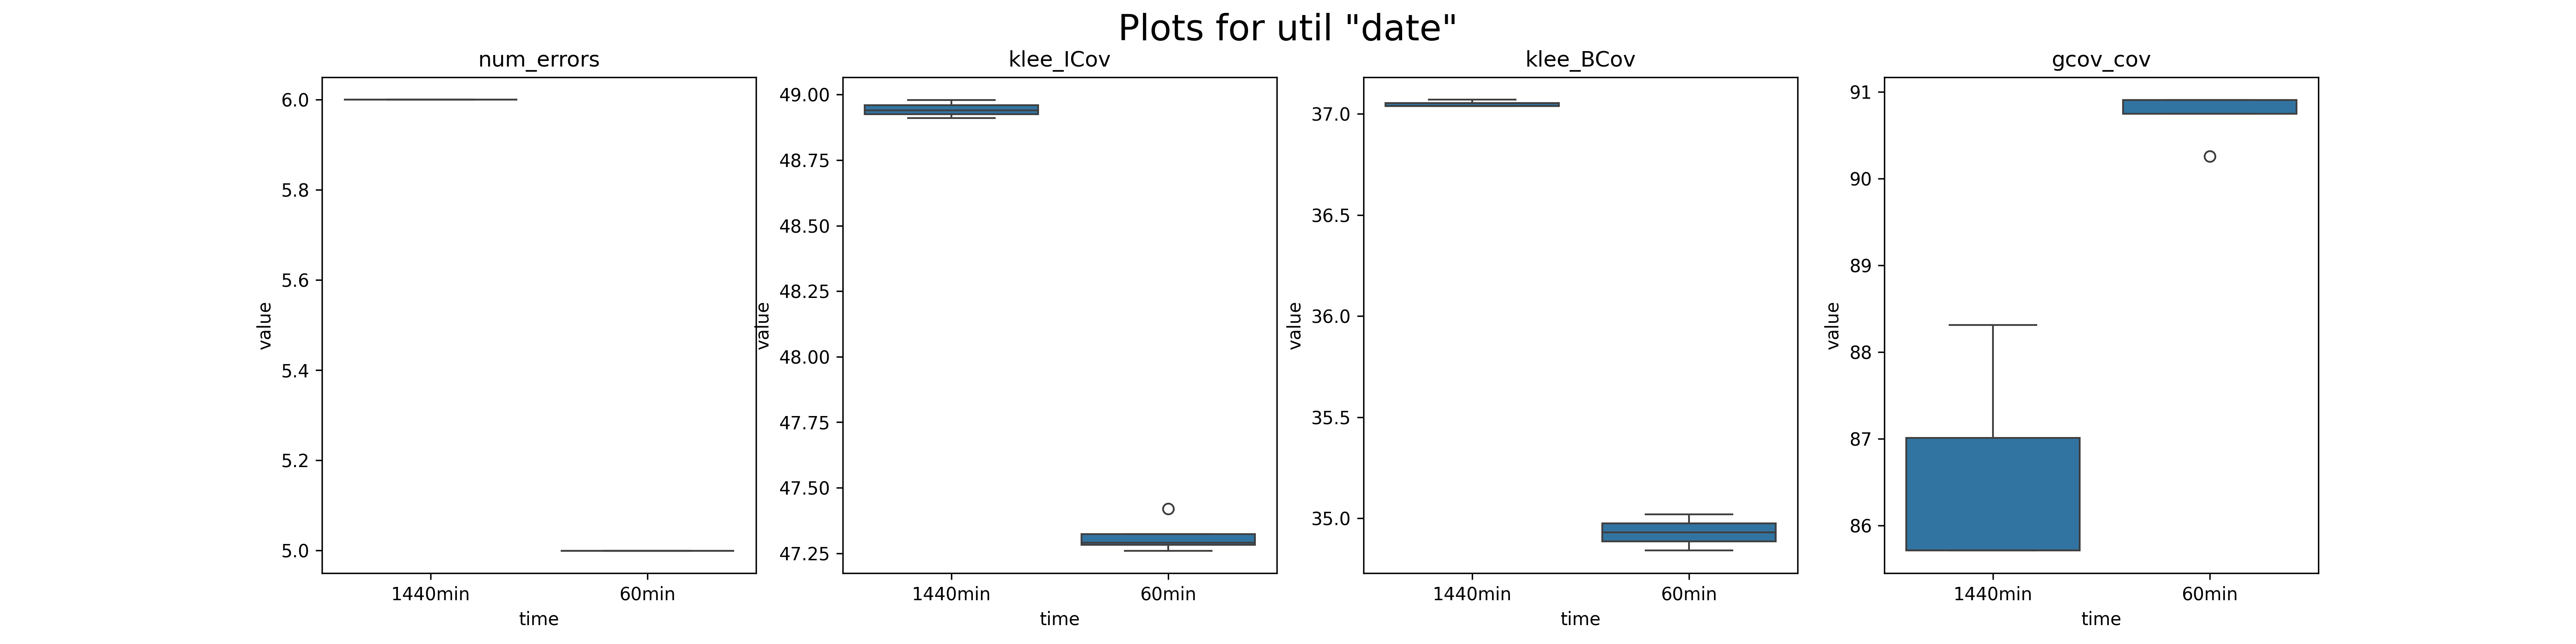 Plots for util "date"
num_errors
6.0
5.8
5.6
5.4
5.2
5.0
value
1440min
60min
time
klee_ICov
49.00
48.75
48.50
48.25
48.00
47.75
47.50
47.25
value
1440min
60min
time
klee_BCov
37.0
36.5
36.0
35.5
35.0
value
1440min
60min
time
gcov_cov
91
90
89
88
87
86
value
1440min
60min
time